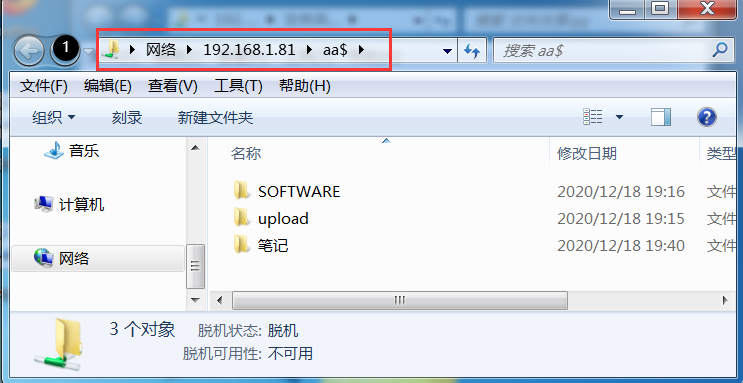 1 网络 192.168.1.81 aa$ 搜索 aa$
文件(F) 编辑(E) 查看(V) 工具(T) 帮助(H)
组织 刻录 新建文件夹
音乐
计算机
网络
名称 修改日期 类型
SOFTWARE 2020/12/18 19:16 文件
upload 2020/12/18 19:15 文件
笔记 2020/12/18 19:40 文件
3 个对象 脱机状态: 脱机
脱机可用性: 不可用